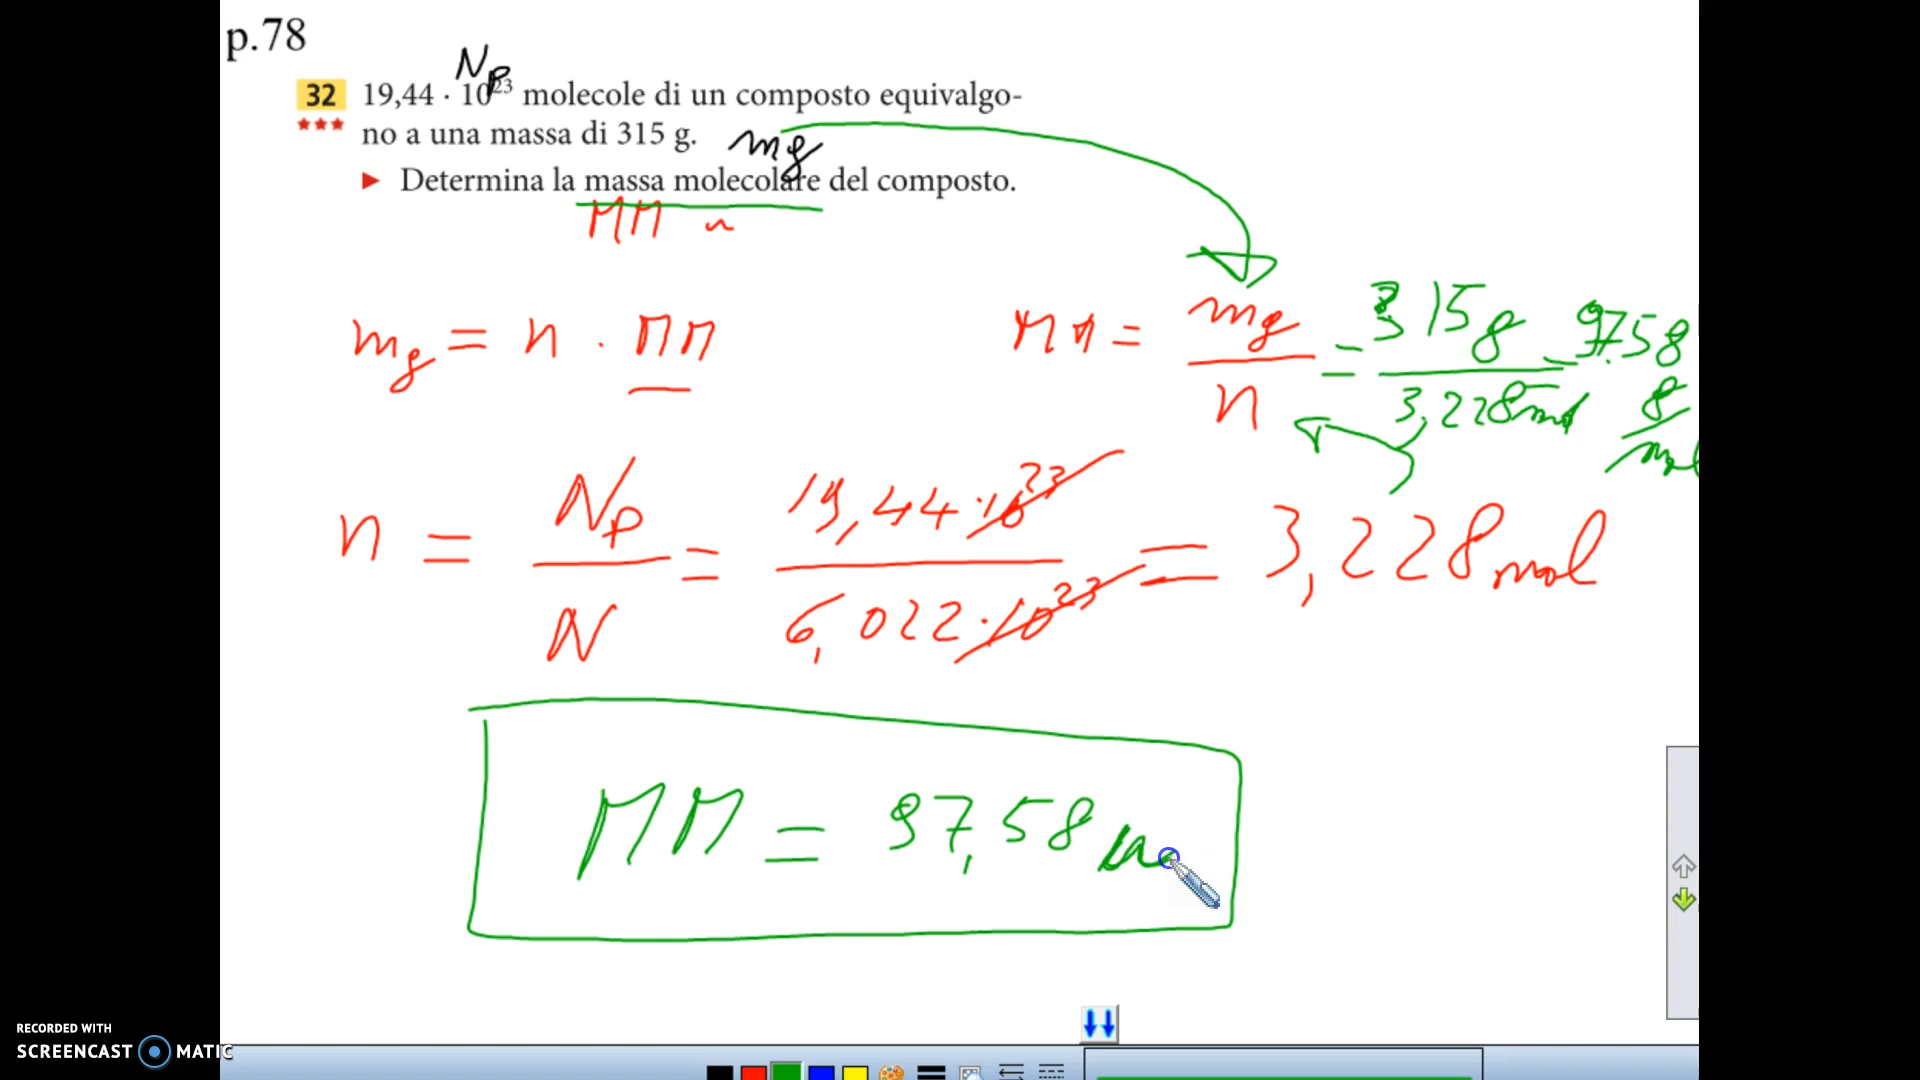 p.78
Np
32 19,44 · 10²³ molecole di un composto equivalgo-
no a una massa di 315 g. mg
► Determina la massa molecolare del composto.
MM
mg = n · MM
MM = mg / n = 315 g / 3,228 mol = 97.58 g/mol
n = Np / N = 19,44 · 10²³ / 6,022 · 10²³ = 3,228 mol
MM = 97,58
RECORDED WITH
SCREENCAST MATIC